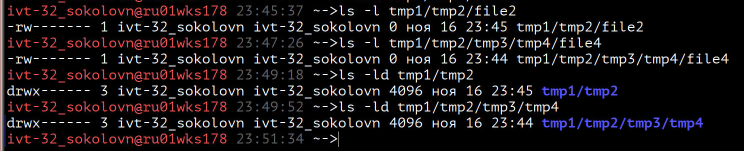 ivt-32_sokolovn@ru01wks178 23:45:37 ~~>ls -l tmp1/tmp2/file2
-rw------- 1 ivt-32_sokolovn ivt-32_sokolovn 0 ноя 16 23:45 tmp1/tmp2/file2
ivt-32_sokolovn@ru01wks178 23:47:26 ~~>ls -l tmp1/tmp2/tmp3/tmp4/file4
-rw------- 1 ivt-32_sokolovn ivt-32_sokolovn 0 ноя 16 23:44 tmp1/tmp2/tmp3/tmp4/file4
ivt-32_sokolovn@ru01wks178 23:49:18 ~~>ls -ld tmp1/tmp2
drwx------ 3 ivt-32_sokolovn ivt-32_sokolovn 4096 ноя 16 23:45 tmp1/tmp2
ivt-32_sokolovn@ru01wks178 23:49:52 ~~>ls -ld tmp1/tmp2/tmp3/tmp4
drwx------ 3 ivt-32_sokolovn ivt-32_sokolovn 4096 ноя 16 23:44 tmp1/tmp2/tmp3/tmp4
ivt-32_sokolovn@ru01wks178 23:51:34 ~~>